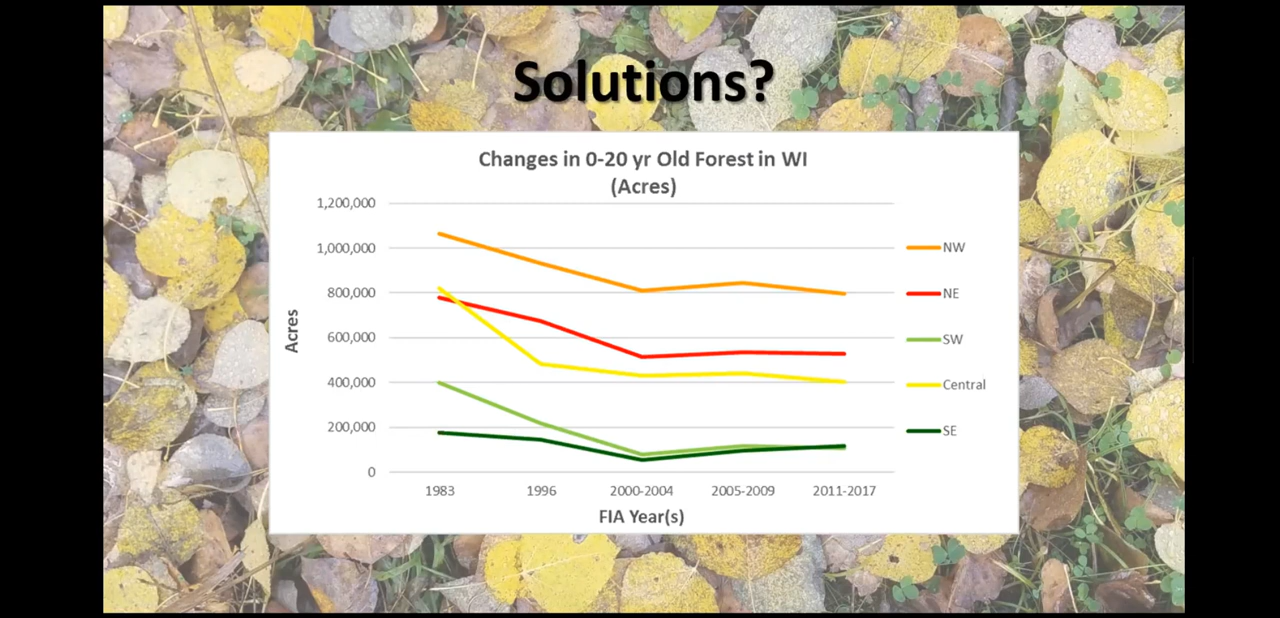 Solutions?
Changes in 0-20 yr Old Forest in WI
(Acres)
1,200,000
1,000,000
800,000
600,000
400,000
200,000
0
Acres
1983 1996 2000-2004 2005-2009 2011-2017
FIA Year(s)
NW
NE
SW
Central
SE